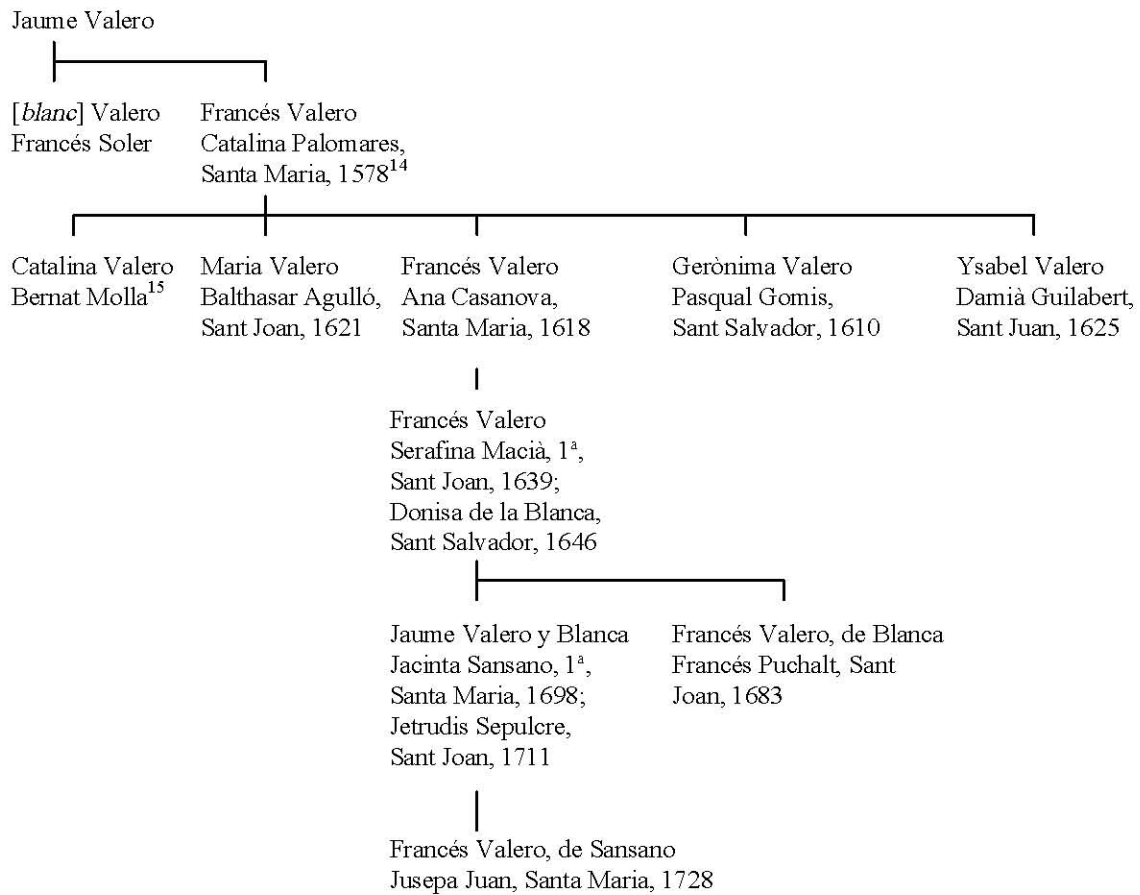 Jaume Valero
[blanc] Valero
Francés Soler
Francés Valero
Catalina Palomares,
Santa Maria, 1578¹⁴
Catalina Valero
Bernat Molla¹⁵
Maria Valero
Balthasar Agulló,
Sant Joan, 1621
Francés Valero
Ana Casanova,
Santa Maria, 1618
Gerònima Valero
Pasqual Gomis,
Sant Salvador, 1610
Ysabel Valero
Damià Guilabert,
Sant Juan, 1625
Francés Valero
Serafina Macià, 1ª,
Sant Joan, 1639;
Donisa de la Blanca,
Sant Salvador, 1646
Jaume Valero y Blanca
Jacinta Sansano, 1ª,
Santa Maria, 1698;
Jetrudis Sepulcre,
Sant Joan, 1711
Francés Valero, de Blanca
Francés Puchalt, Sant
Joan, 1683
Francés Valero, de Sansano
Jusepa Juan, Santa Maria, 1728